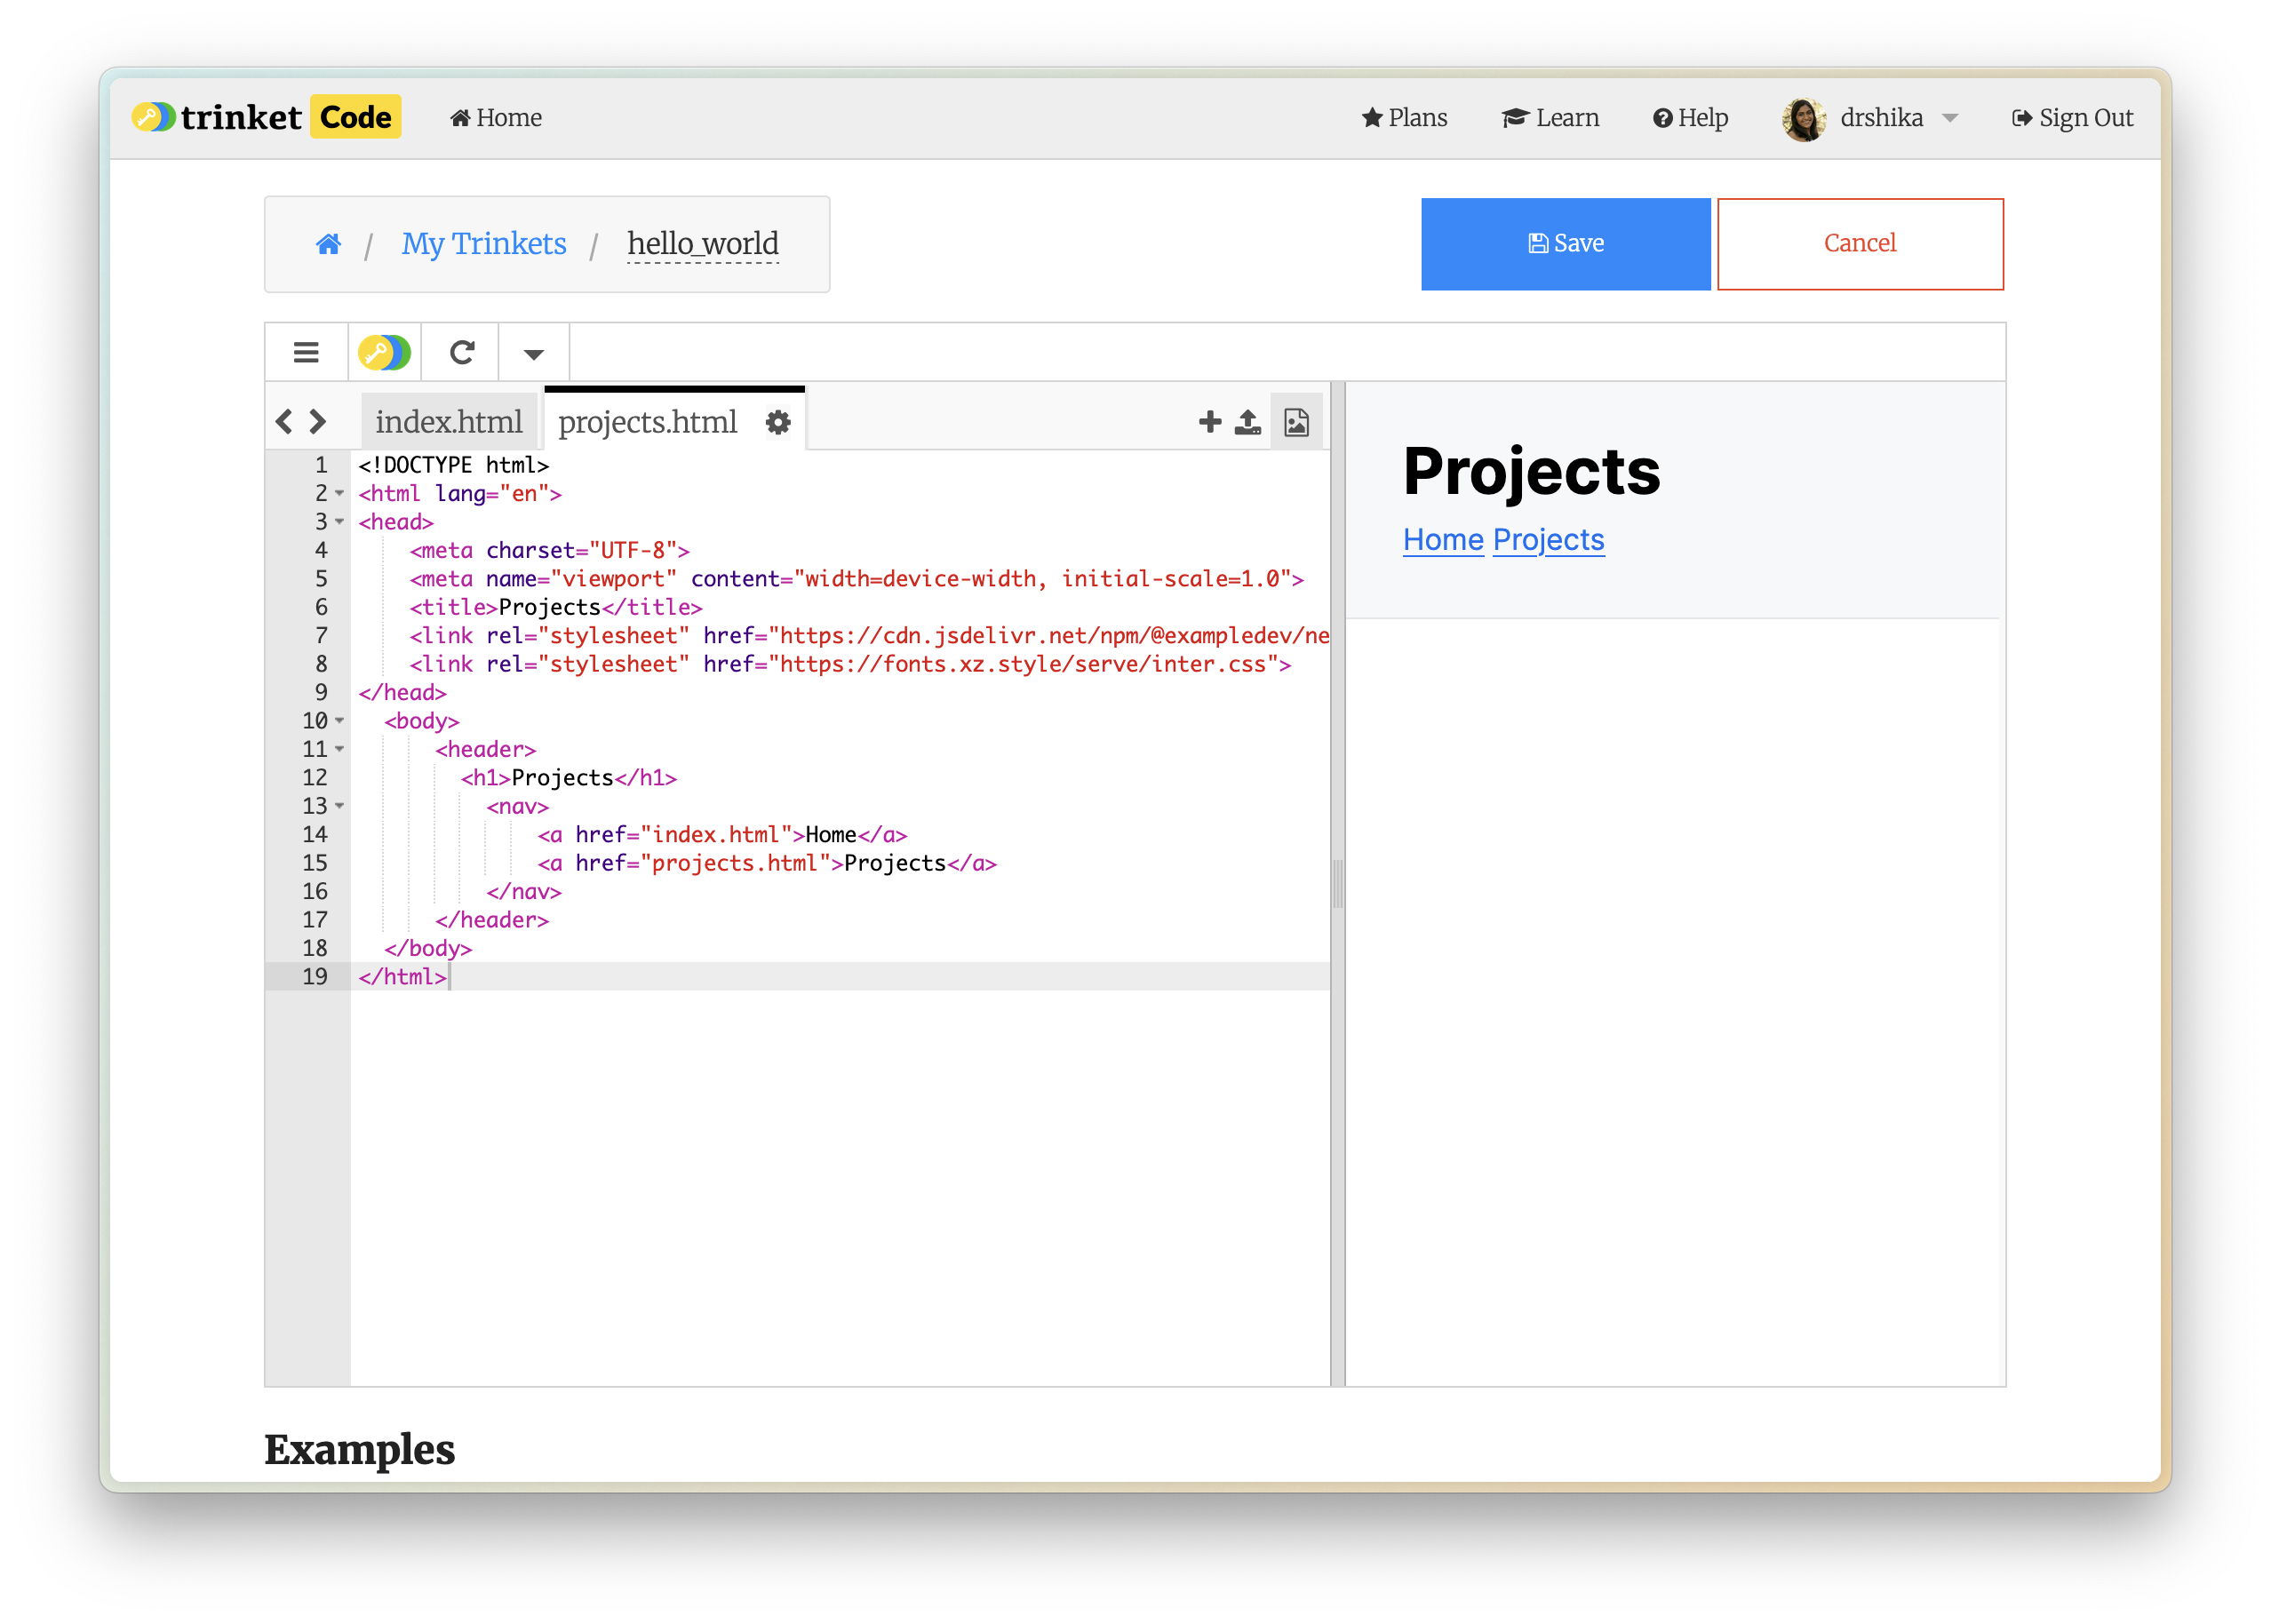 trinket Code Home Plans Learn Help drshika Sign Out
/ My Trinkets / hello_world Save Cancel
index.html projects.html
1 <!DOCTYPE html>
2 <html lang="en">
3 <head>
4 <meta charset="UTF-8">
5 <meta name="viewport" content="width=device-width, initial-scale=1.0">
6 <title>Projects</title>
7 <link rel="stylesheet" href="https://cdn.jsdelivr.net/npm/@exampledev/ne
8 <link rel="stylesheet" href="https://fonts.xz.style/serve/inter.css">
9 </head>
10 <body>
11 <header>
12 <h1>Projects</h1>
13 <nav>
14 <a href="index.html">Home</a>
15 <a href="projects.html">Projects</a>
16 </nav>
17 </header>
18 </body>
19 </html>
Projects
Home Projects
Examples